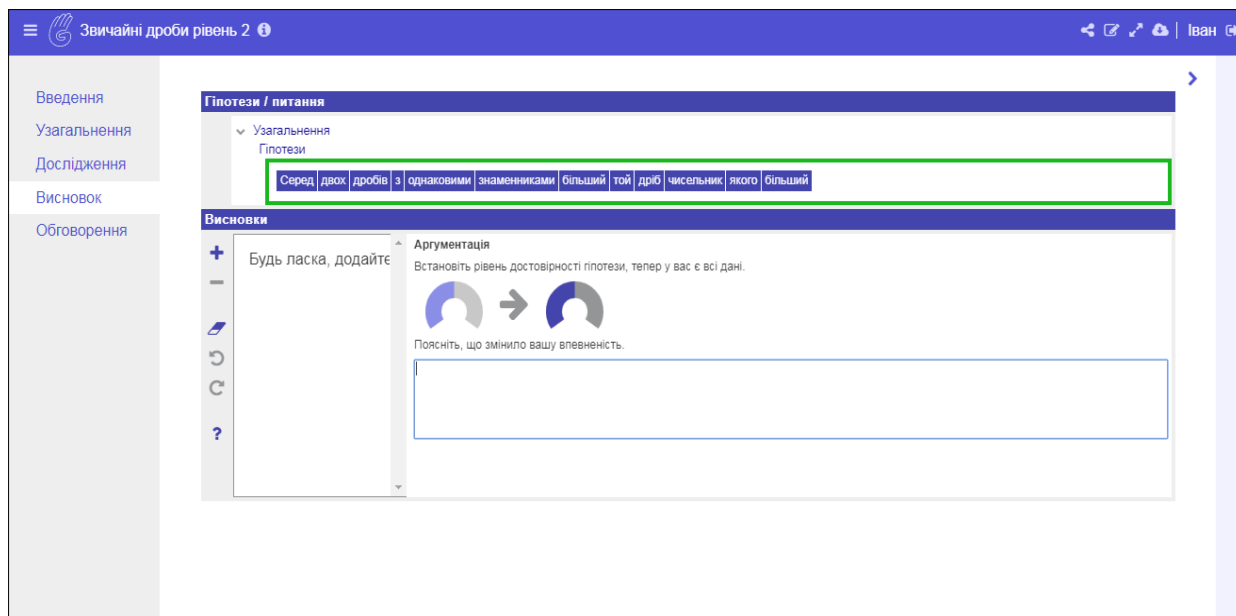 Звичайні дроби рівень 2
Іван
Введення
Узагальнення
Дослідження
Висновок
Обговорення
Гіпотези / питання
Узагальнення
Гіпотези
Серед двох дробів з однаковими знаменниками більший той дріб чисельник якого більший
Висновки
Будь ласка, додайте
Аргументація
Встановіть рівень достовірності гіпотези, тепер у вас є всі дані.
Поясніть, що змінило вашу впевненість.
?